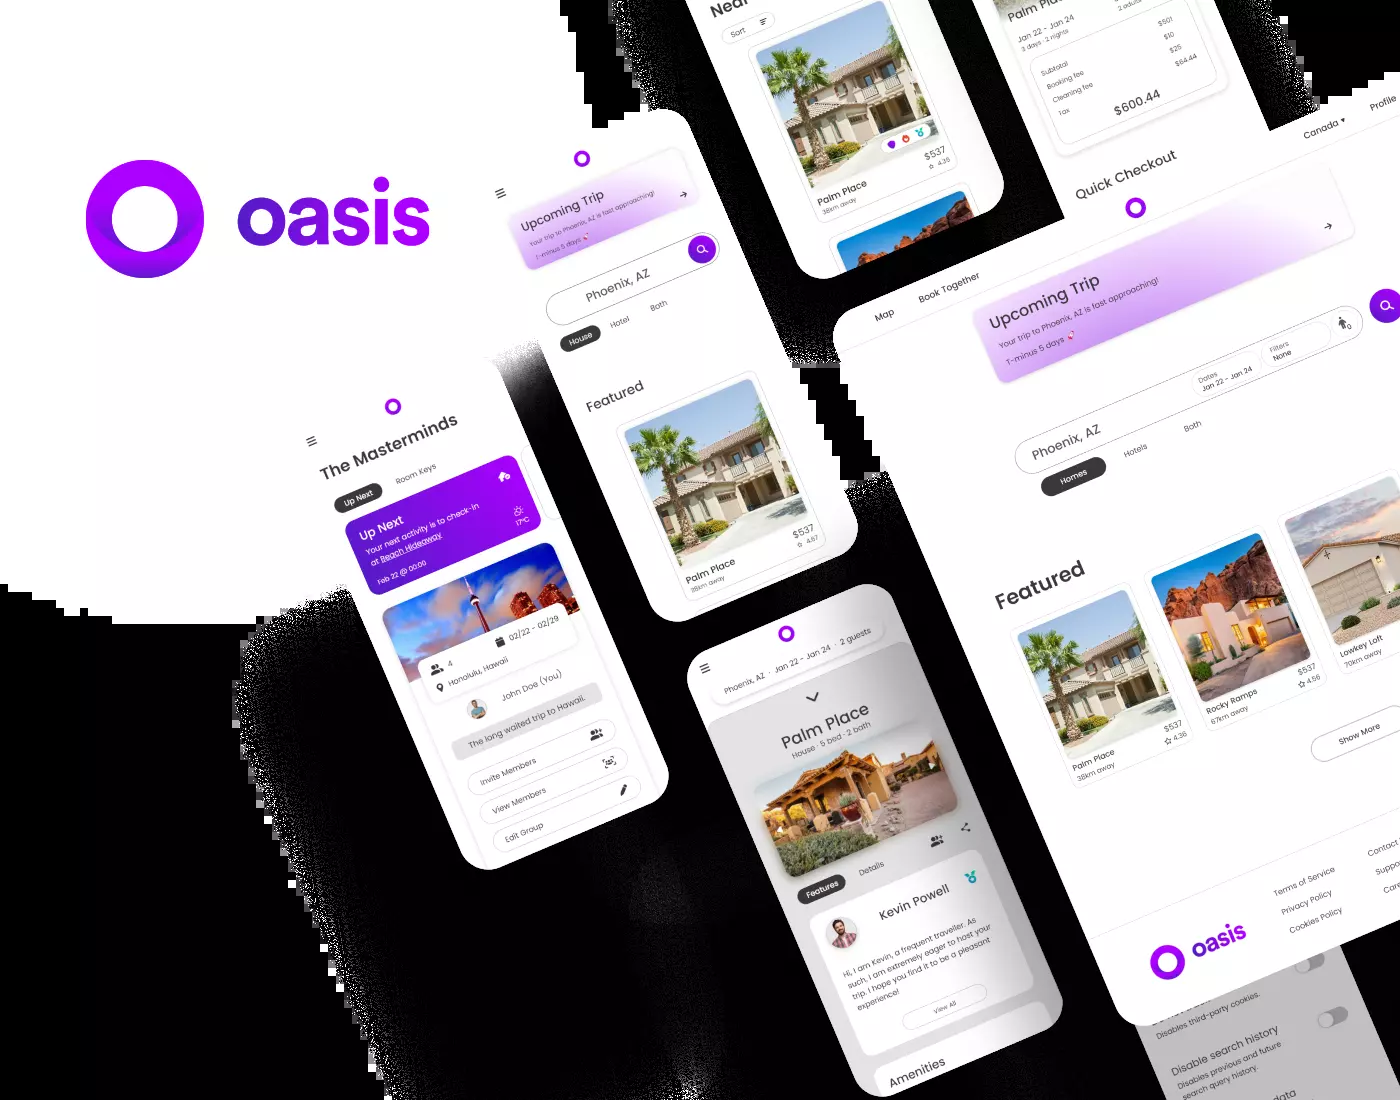 oasis
The Masterminds
Up Next
Room Keys
Up Next
Your next activity is to check-in
at Beach Hideaway
Feb 22 @ 00:00
17°C
02/22 - 02/29
4
Honolulu, Hawaii
John Doe (You)
The long waited trip to Hawaii.
Invite Members
View Members
Edit Group
Upcoming Trip
Your trip to Phoenix, AZ is fast approaching!
T-minus 5 days 🚀
Phoenix, AZ
House
Hotel
Both
Featured
$537
4.67
Palm Place
Sort
$537
4.36
Palm Place
38km away
Palm
Jan 22 - Jan 24
3 days · 2 nights
Subtotal
$501
Booking fee
$10
Cleaning fee
$25
Tax
$64.44
$600.44
Quick Checkout
Phoenix, AZ · Jan 22 - Jan 24 · 2 guests
Palm Place
House · 5 bed · 2 bath
Features
Details
Kevin Powell
Hi, I am Kevin, a frequent traveller. As
such, I am extremely eager to host your
trip. I hope you find it to be a pleasant
experience!
View All
Amenities
Map
Book Together
Canada ▾
Profile
Upcoming Trip
Your trip to Phoenix, AZ is fast approaching!
T-minus 5 days 🚀
Phoenix, AZ
Dates
Jan 22 - Jan 24
Filters
None
0
Homes
Hotels
Both
Featured
$537
4.36
Palm Place
38km away
$537
4.56
Rocky Ramps
67km away
Lowkey Loft
70km away
Show More
oasis
Terms of Service
Privacy Policy
Cookies Policy
Contact
Disables third-party cookies.
Disable search history
Disables previous and future
search query history.
data